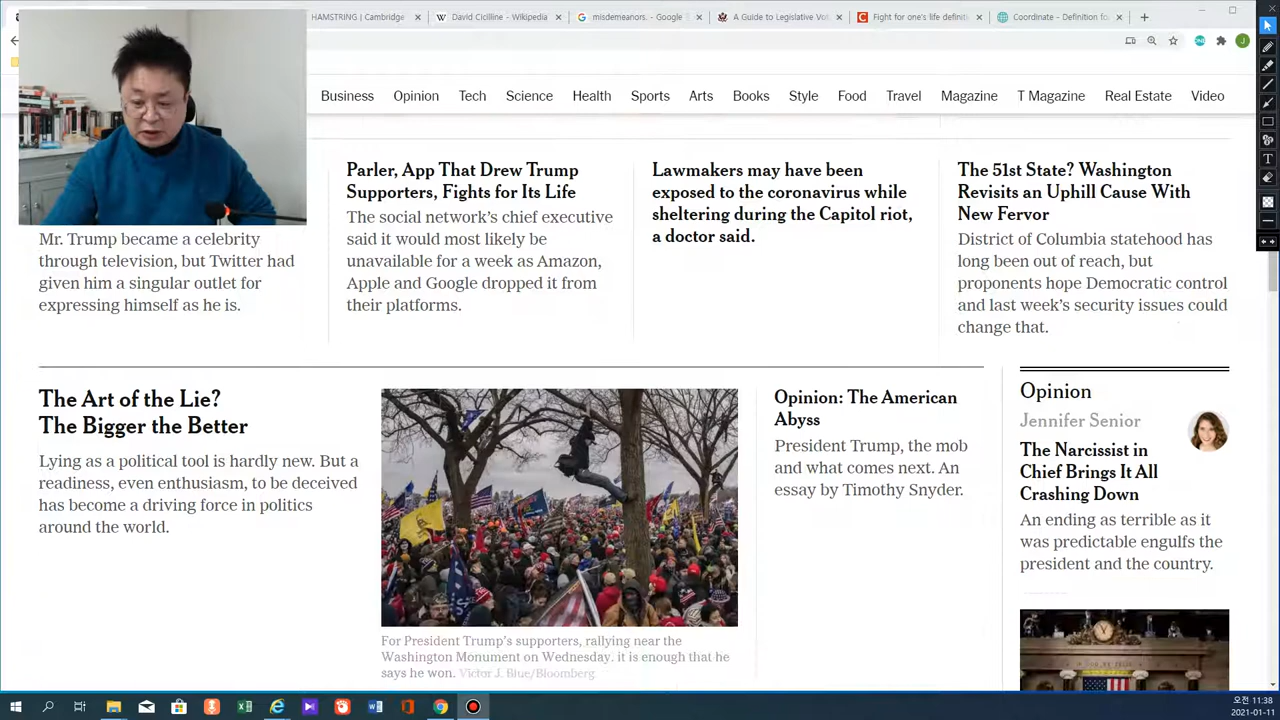 HAMSTRING | Cambridge
David Cicilline - Wikipedia
misdemeanors. - Google
A Guide to Legislative Vot
Fight for one's life definit
Coordinate - Definition fo
J
Business Opinion Tech Science Health Sports Arts Books Style Food Travel Magazine T Magazine Real Estate Video
Mr. Trump became a celebrity
through television, but Twitter had
given him a singular outlet for
expressing himself as he is.
Parler, App That Drew Trump
Supporters, Fights for Its Life
The social network's chief executive
said it would most likely be
unavailable for a week as Amazon,
Apple and Google dropped it from
their platforms.
Lawmakers may have been
exposed to the coronavirus while
sheltering during the Capitol riot,
a doctor said.
The 51st State? Washington
Revisits an Uphill Cause With
New Fervor
District of Columbia statehood has
long been out of reach, but
proponents hope Democratic control
and last week's security issues could
change that.
The Art of the Lie?
The Bigger the Better
Lying as a political tool is hardly new. But a
readiness, even enthusiasm, to be deceived
has become a driving force in politics
around the world.
For President Trump's supporters, rallying near the
Washington Monument on Wednesday, it is enough that he
says he won. Victor J. Blue/Bloomberg
Opinion: The American
Abyss
President Trump, the mob
and what comes next. An
essay by Timothy Snyder.
Opinion
Jennifer Senior
The Narcissist in
Chief Brings It All
Crashing Down
An ending as terrible as it
was predictable engulfs the
president and the country.
오전 11:38
2021-01-11